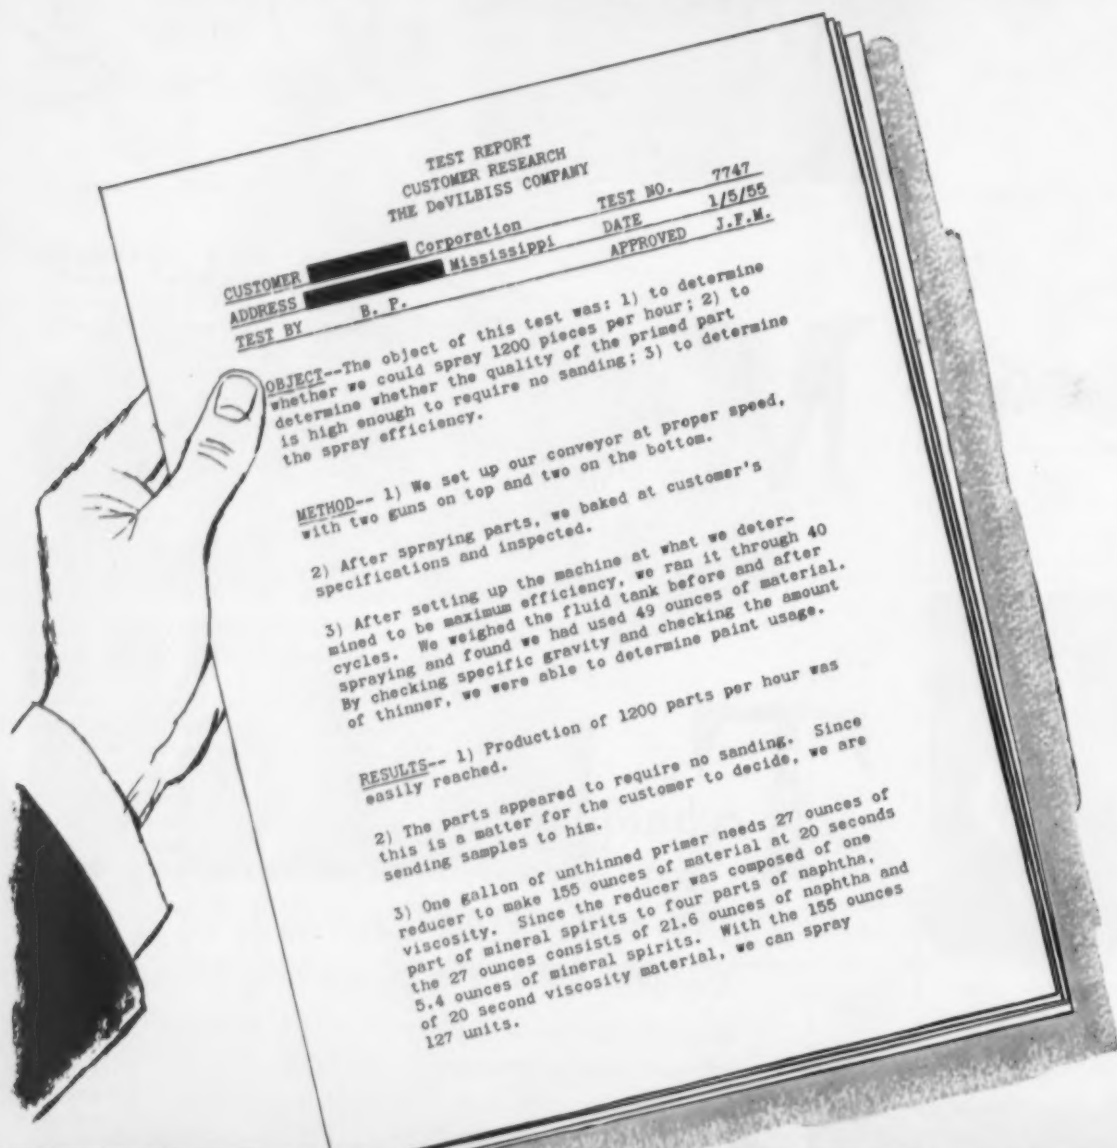 TEST REPORT
CUSTOMER RESEARCH
THE DeVILBISS COMPANY
CUSTOMER Corporation TEST NO. 7747
ADDRESS Mississippi DATE 1/5/55
TEST BY B. P. APPROVED J.F.M.
OBJECT--The object of this test was: 1) to determine
whether we could spray 1200 pieces per hour; 2) to
determine whether the quality of the primed part
is high enough to require no sanding; 3) to determine
the spray efficiency.
METHOD-- 1) We set up our conveyor at proper speed,
with two guns on top and two on the bottom.
2) After spraying parts, we baked at customer's
specifications and inspected.
3) After setting up the machine at what we deter-
mined to be maximum efficiency, we ran it through 40
cycles. We weighed the fluid tank before and after
spraying and found we had used 49 ounces of material.
By checking specific gravity and checking the amount
of thinner, we were able to determine paint usage.
RESULTS-- 1) Production of 1200 parts per hour was
easily reached.
2) The parts appeared to require no sanding. Since
this is a matter for the customer to decide, we are
sending samples to him.
3) One gallon of unthinned primer needs 27 ounces of
reducer to make 155 ounces of material at 20 seconds
viscosity. Since the reducer was composed of one
part of mineral spirits to four parts of naphtha,
the 27 ounces consists of 21.6 ounces of naphtha and
5.4 ounces of mineral spirits. With the 155 ounces
of 20 second viscosity material, we can spray
127 units.